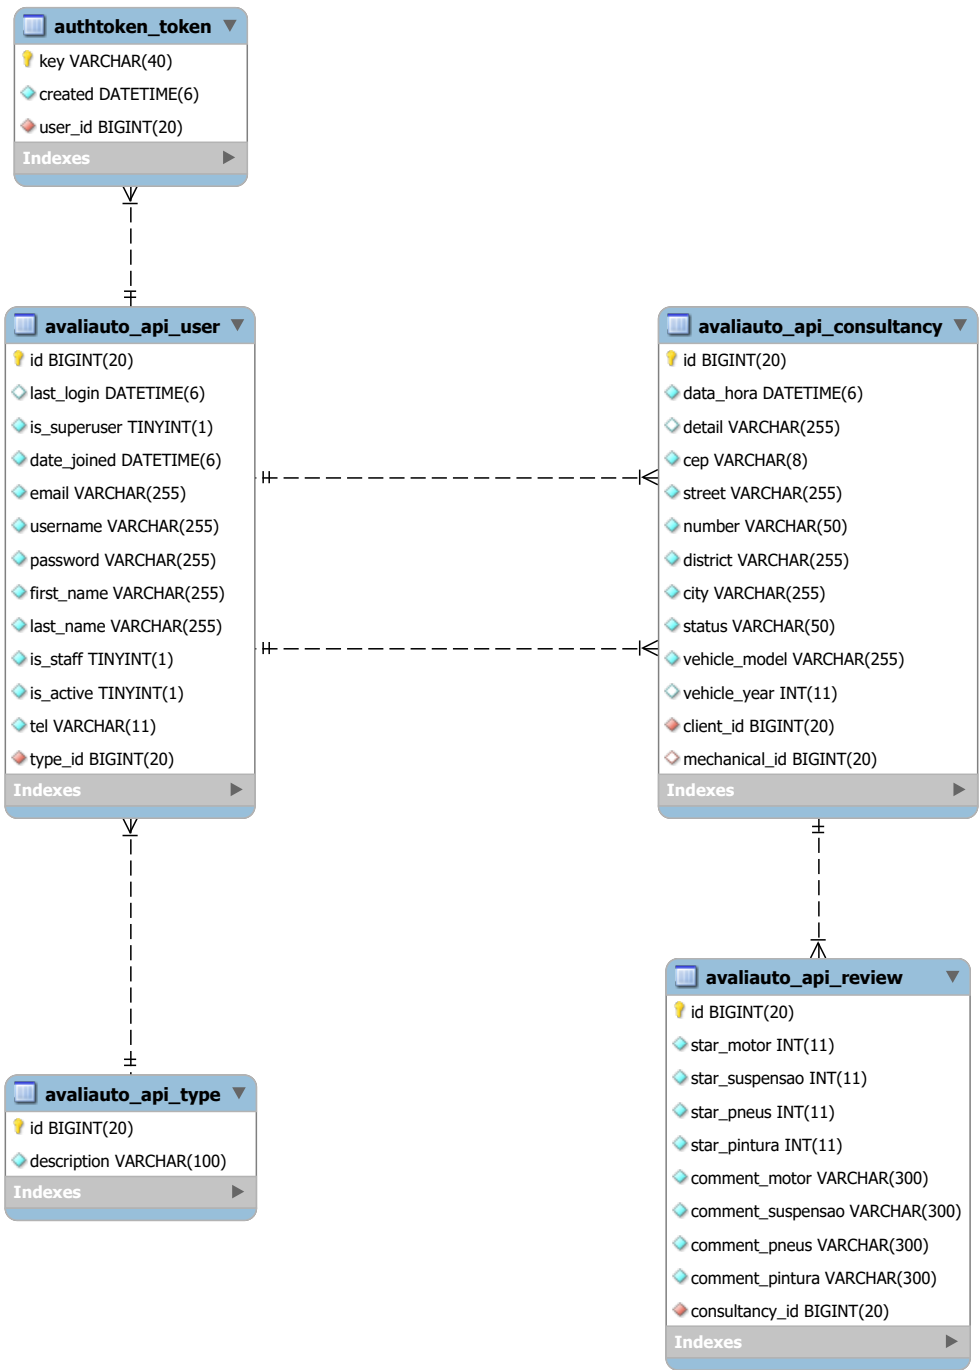 authtoken_token
key VARCHAR(40)
created DATETIME(6)
user_id BIGINT(20)
Indexes
avaliauto_api_user
id BIGINT(20)
last_login DATETIME(6)
is_superuser TINYINT(1)
date_joined DATETIME(6)
email VARCHAR(255)
username VARCHAR(255)
password VARCHAR(255)
first_name VARCHAR(255)
last_name VARCHAR(255)
is_staff TINYINT(1)
is_active TINYINT(1)
tel VARCHAR(11)
type_id BIGINT(20)
Indexes
avaliauto_api_consultancy
id BIGINT(20)
data_hora DATETIME(6)
detail VARCHAR(255)
cep VARCHAR(8)
street VARCHAR(255)
number VARCHAR(50)
district VARCHAR(255)
city VARCHAR(255)
status VARCHAR(50)
vehicle_model VARCHAR(255)
vehicle_year INT(11)
client_id BIGINT(20)
mechanical_id BIGINT(20)
Indexes
avaliauto_api_type
id BIGINT(20)
description VARCHAR(100)
Indexes
avaliauto_api_review
id BIGINT(20)
star_motor INT(11)
star_suspensao INT(11)
star_pneus INT(11)
star_pintura INT(11)
comment_motor VARCHAR(300)
comment_suspensao VARCHAR(300)
comment_pneus VARCHAR(300)
comment_pintura VARCHAR(300)
consultancy_id BIGINT(20)
Indexes